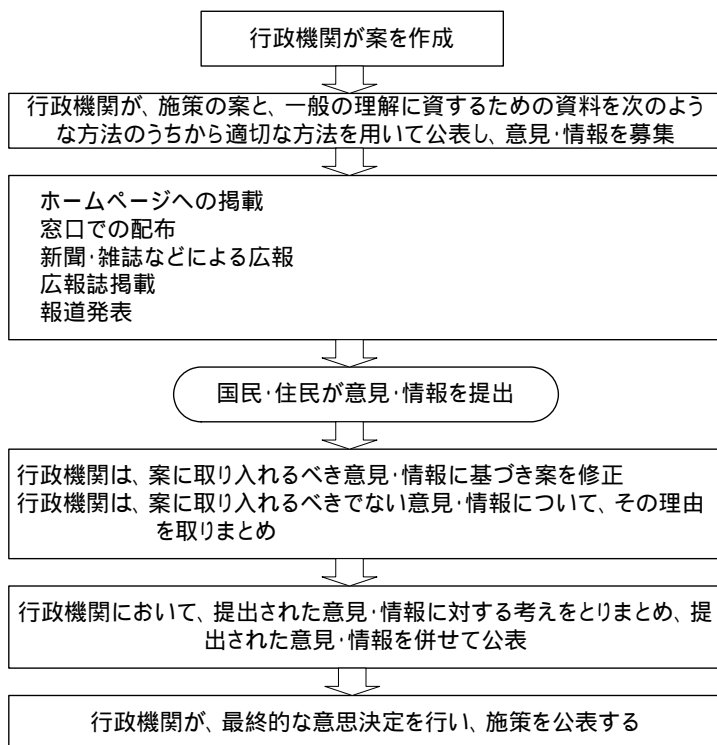 行政機関が案を作成
行政機関が、施策の案と、一般の理解に資するための資料を次のよう
な方法のうちから適切な方法を用いて公表し、意見・情報を募集
ホームページへの掲載
窓口での配布
新聞・雑誌などによる広報
広報誌掲載
報道発表
国民・住民が意見・情報を提出
行政機関は、案に取り入れるべき意見・情報に基づき案を修正
行政機関は、案に取り入れるべきでない意見・情報について、その理由
を取りまとめ
行政機関において、提出された意見・情報に対する考えをとりまとめ、提
出された意見・情報を併せて公表
行政機関が、最終的な意思決定を行い、施策を公表する